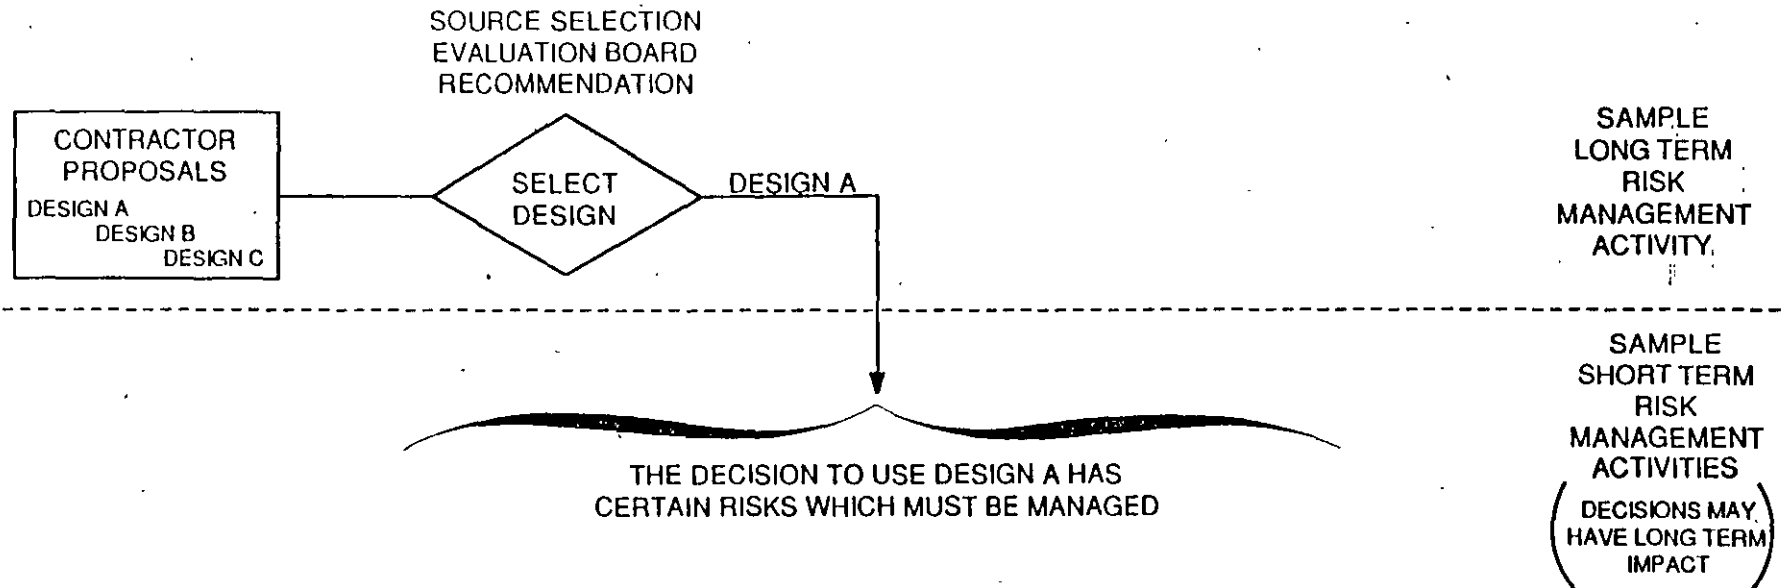 SOURCE SELECTION
EVALUATION BOARD
RECOMMENDATION
CONTRACTOR
PROPOSALS
DESIGN A
DESIGN B
DESIGN C
SELECT
DESIGN
DESIGN A
SAMPLE
LONG TERM
RISK
MANAGEMENT
ACTIVITY
SAMPLE
SHORT TERM
RISK
MANAGEMENT
ACTIVITIES
(DECISIONS MAY
HAVE LONG TERM
IMPACT)
THE DECISION TO USE DESIGN A HAS
CERTAIN RISKS WHICH MUST BE MANAGED